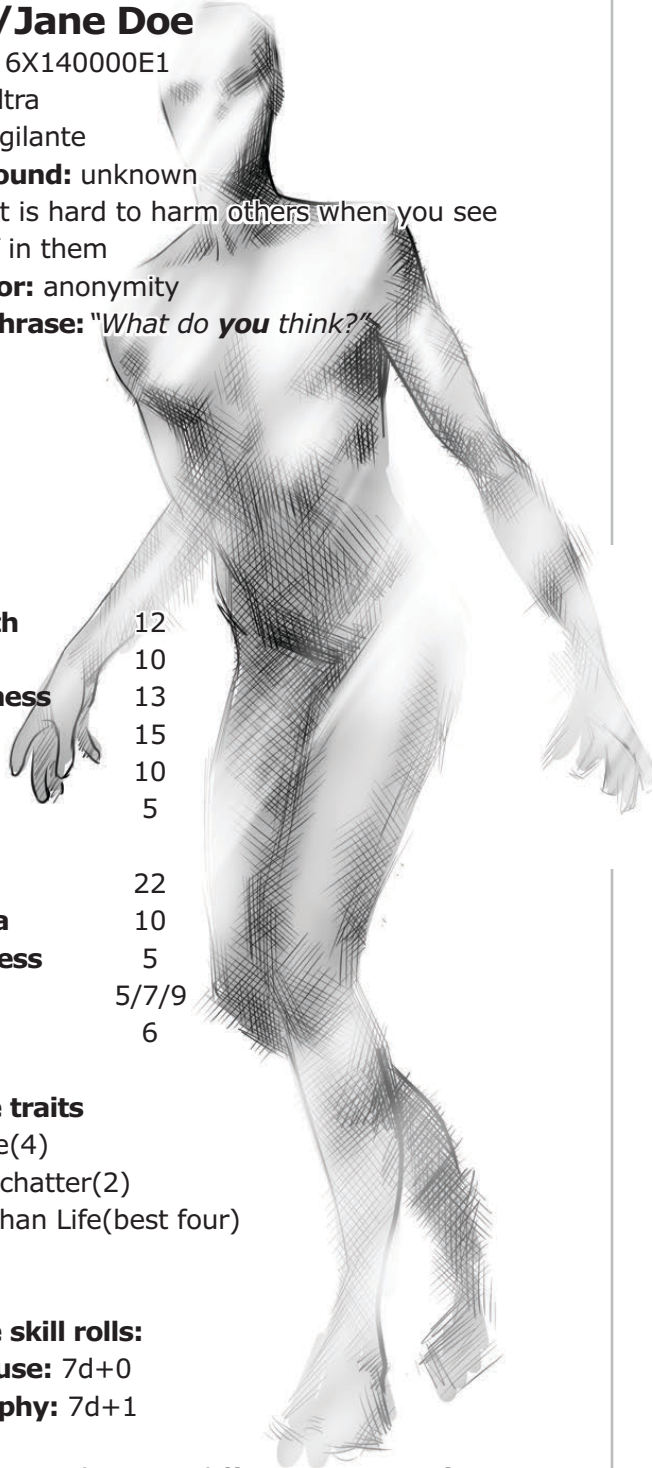 /Jane Doe
6X140000E1
ltra
gilante
ound: unknown
t is hard to harm others when you see
in them
or: anonymity
hrase: "What do you think?"
th 12
10
ness 13
15
10
5
22
a 10
ess 5
5/7/9
6
e traits
e(4)
chatter(2)
han Life(best four)
e skill rolls:
use: 7d+0
phy: 7d+1